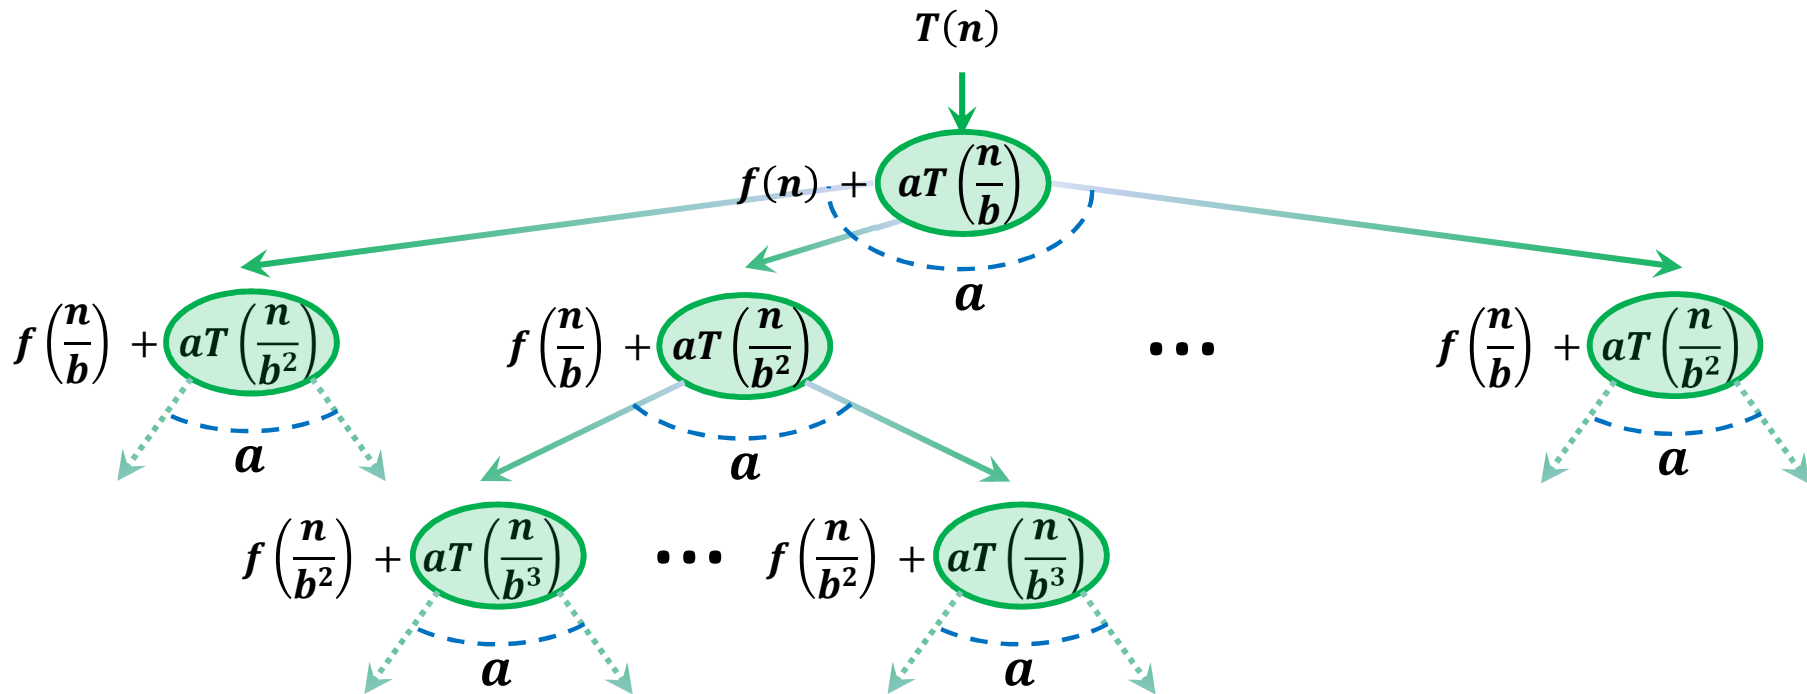 T(n)
f(n) + aT(n/b)
a
f(n/b) + aT(n/b²) f(n/b) + aT(n/b²) ••• f(n/b) + aT(n/b²)
a a a
f(n/b²) + aT(n/b³) ••• f(n/b²) + aT(n/b³)
a a